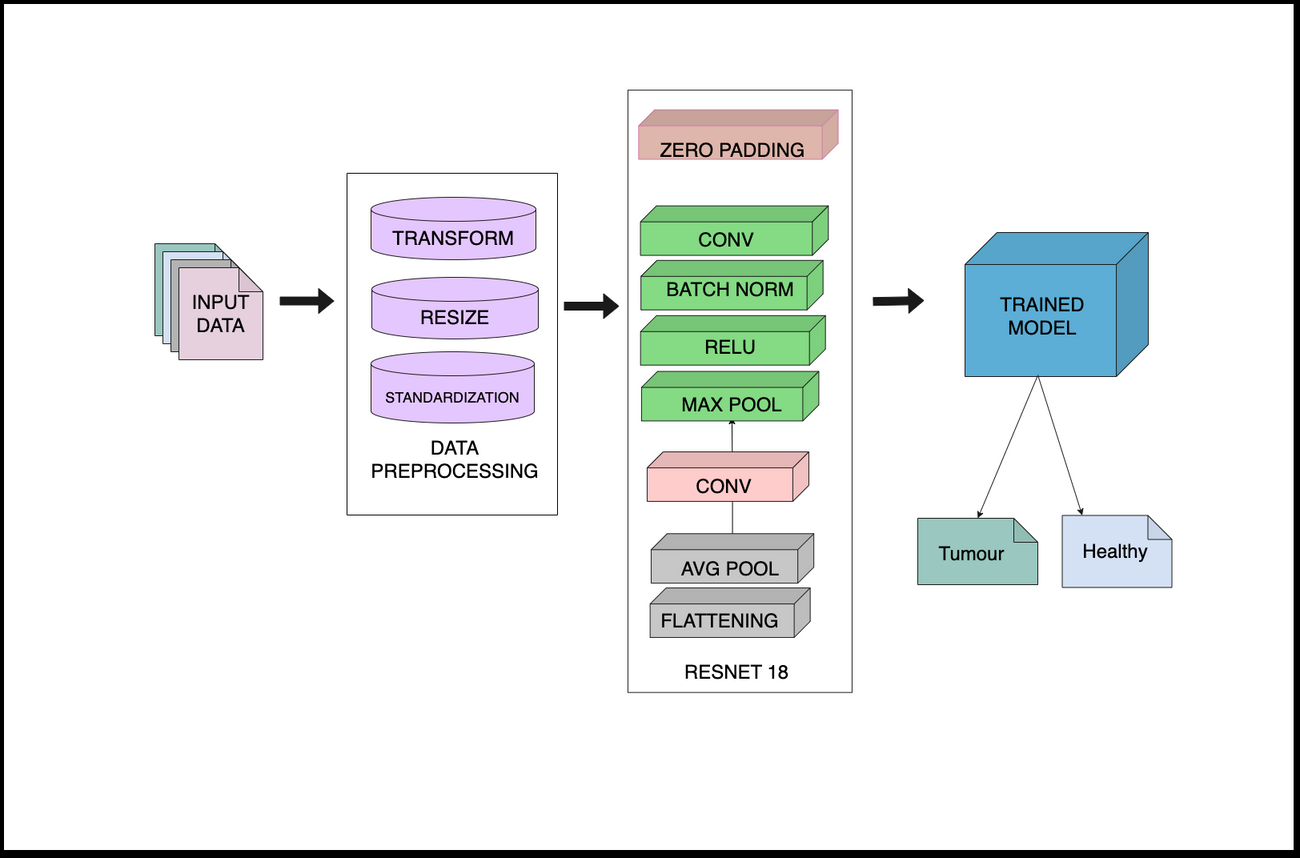 INPUT
DATA
TRANSFORM
RESIZE
STANDARDIZATION
DATA
PREPROCESSING
ZERO PADDING
CONV
BATCH NORM
RELU
MAX POOL
CONV
AVG POOL
FLATTENING
RESNET 18
TRAINED
MODEL
Tumour
Healthy